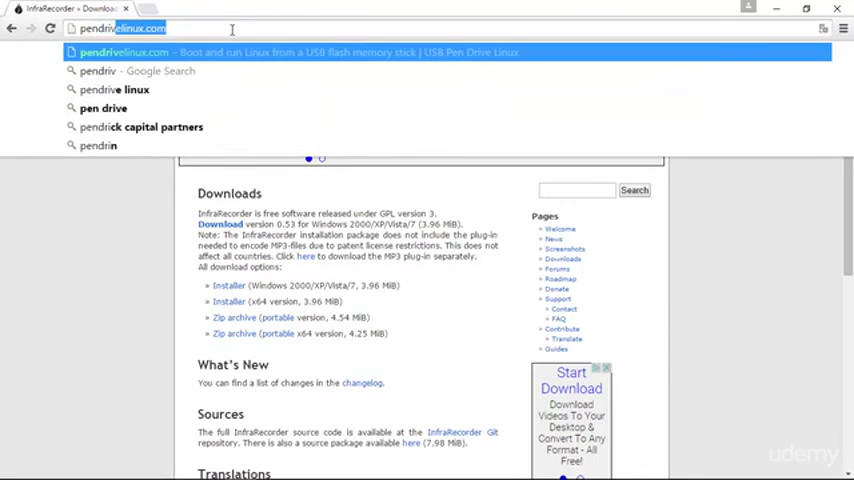 InfraRecorder » Downloa
pendrivelinux.com
pendrivelinux.com – Boot and run Linux from a USB flash memory stick | USB Pen Drive Linux
pendriv - Google Search
pendrive linux
pen drive
pendrick capital partners
pendrin
Downloads
Search
InfraRecorder is free software released under GPL version 3.
Download version 0.53 for Windows 2000/XP/Vista/7 (3.96 MiB).
Note: The InfraRecorder installation package does not include the plug-in
needed to encode MP3-files due to patent license restrictions. This does not
affect all countries. Click here to download the MP3 plug-in separately.
All download options:
» Installer (Windows 2000/XP/Vista/7, 3.96 MiB)
» Installer (x64 version, 3.96 MiB)
» Zip archive (portable version, 4.54 MiB)
» Zip archive (portable x64 version, 4.25 MiB)
What's New
You can find a list of changes in the changelog.
Sources
The full InfraRecorder source code is available at the InfraRecorder Git
repository. There is also a source package available here (7.98 MiB).
Translations
Pages
» Welcome
» News
» Screenshots
» Downloads
» Forums
» Roadmap
» Donate
» Support
» Contact
» FAQ
» Contribute
» Translate
» Guides
Start
Download
Download
Videos To Your
Desktop &
Convert To Any
Format - All
Free!
udemy